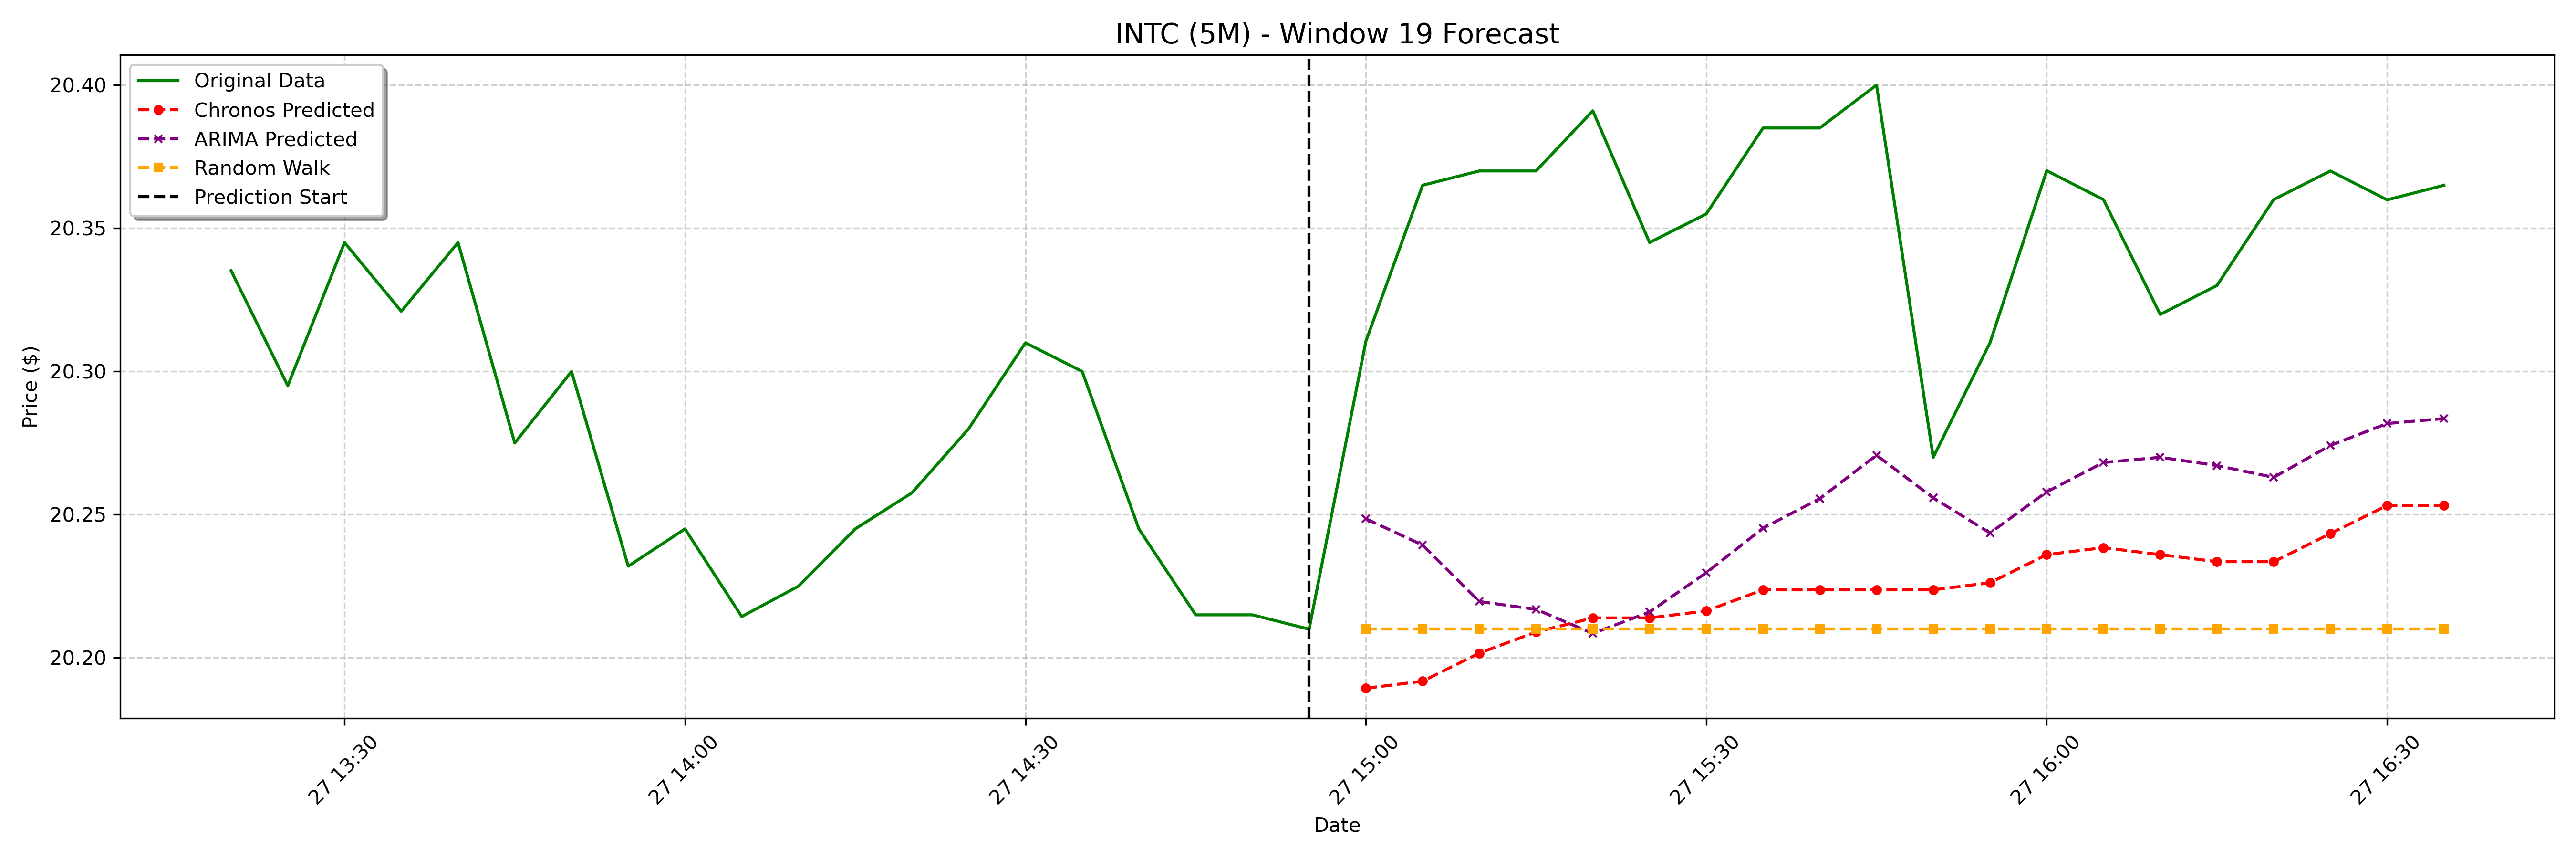 INTC (5M) - Window 19 Forecast
Original Data
Chronos Predicted
ARIMA Predicted
Random Walk
Prediction Start
Price ($)
20.40
20.35
20.30
20.25
20.20
27 13:30
27 14:00
27 14:30
27 15:00
27 15:30
27 16:00
27 16:30
Date